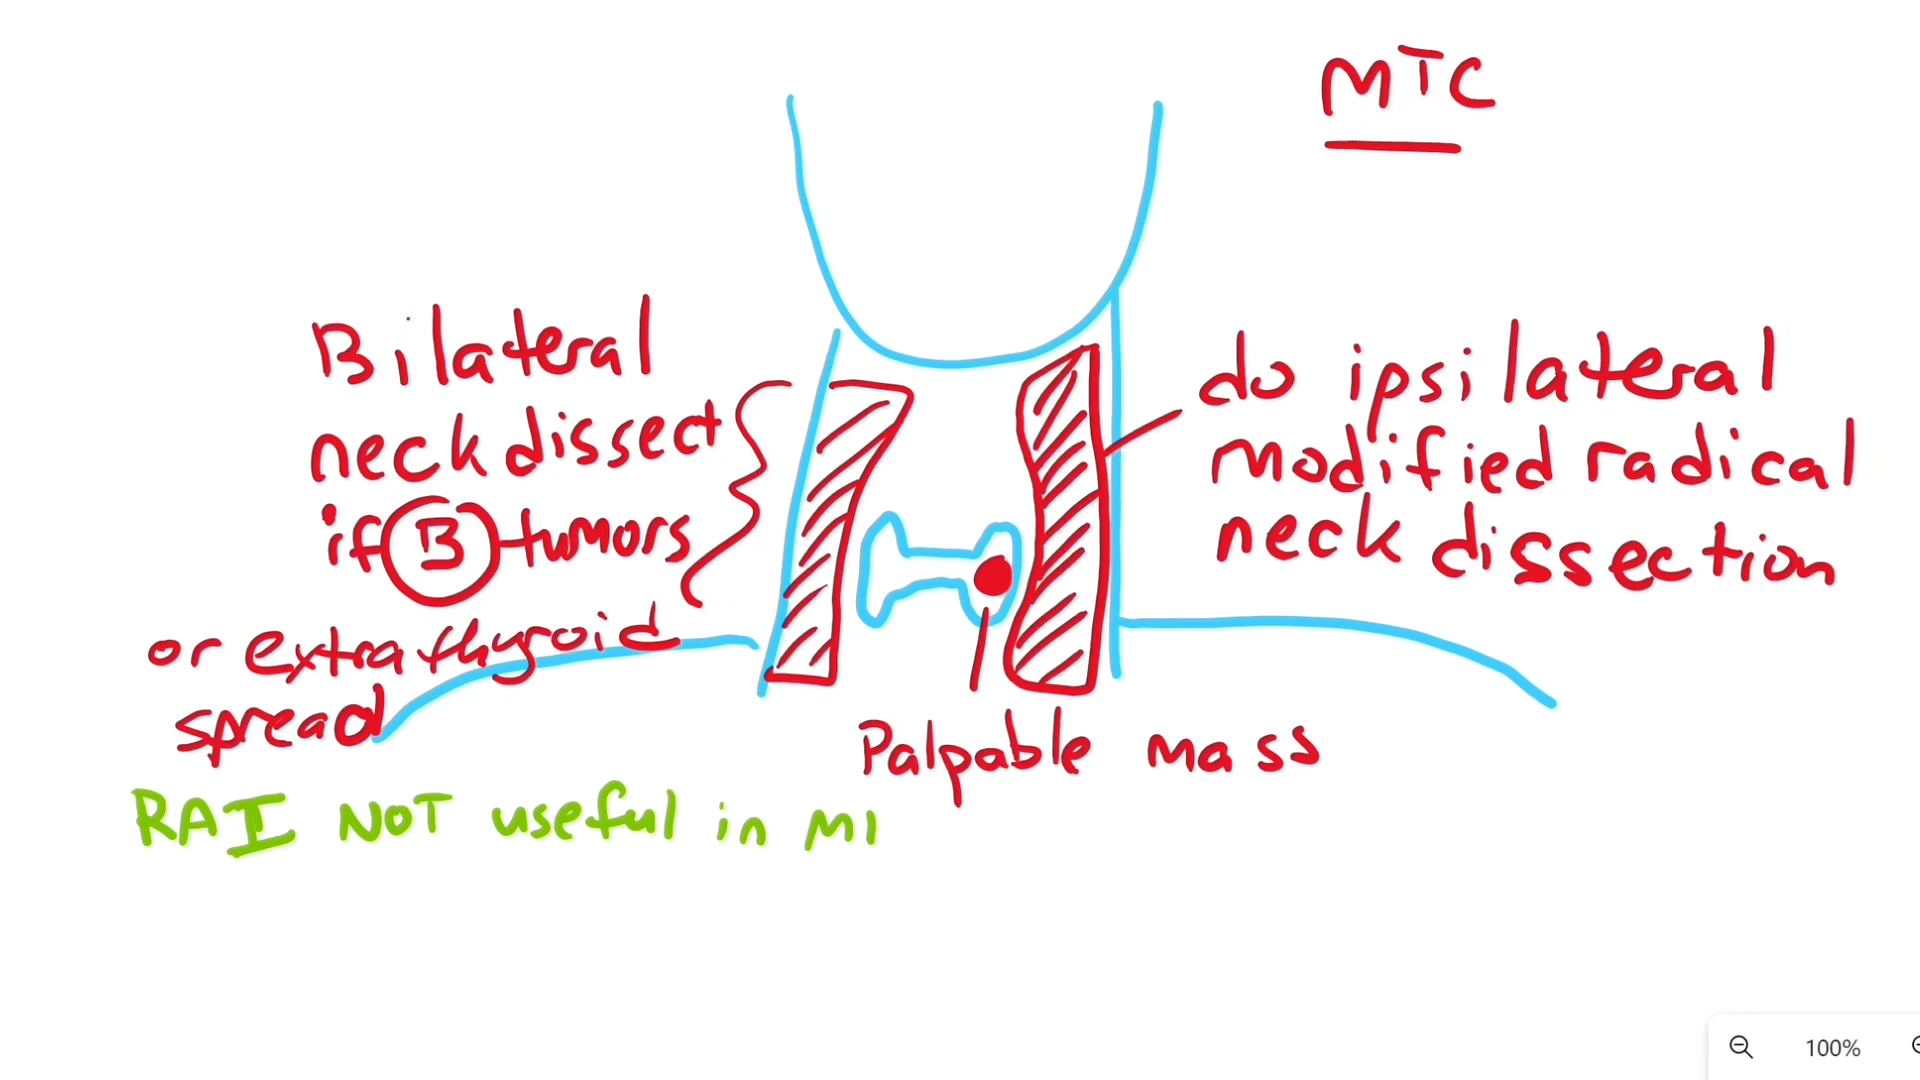 MTC
Bilateral
neck dissect
if B tumors
or extrathyroid
spread
do ipsilateral
modified radical
neck dissection
Palpable mass
RAI NOT useful in MI
100%